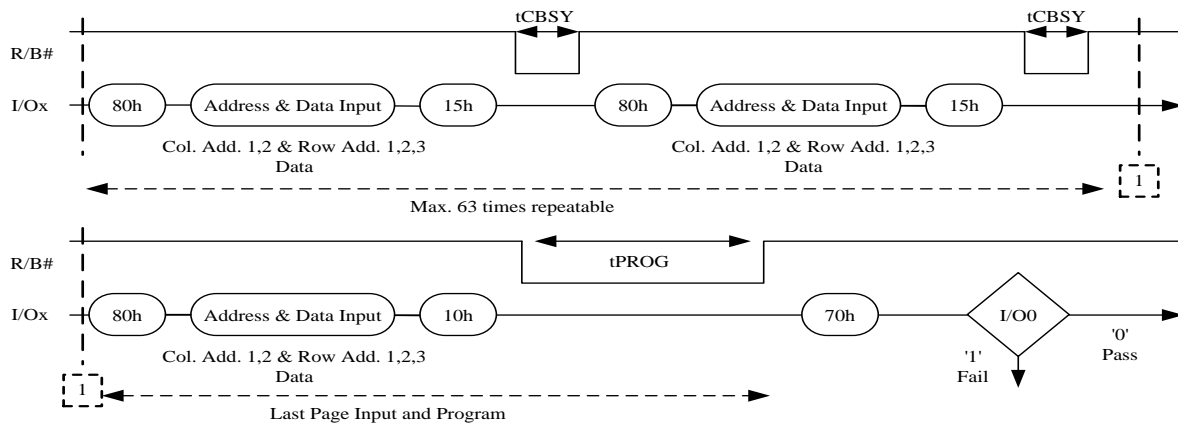 tCBSY tCBSY
R/B#
I/Ox 80h Address & Data Input 15h 80h Address & Data Input 15h
Col. Add. 1,2 & Row Add. 1,2,3 Col. Add. 1,2 & Row Add. 1,2,3
Data Data
1
Max. 63 times repeatable
R/B#
tPROG
I/Ox 80h Address & Data Input 10h 70h I/O0
'0'
Pass
Col. Add. 1,2 & Row Add. 1,2,3 '1'
Data Fail
1
Last Page Input and Program